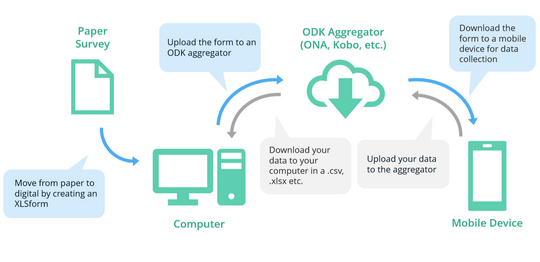 Paper
Survey
Upload the form to an
ODK aggregator
ODK Aggregator
(ONA, Kobo, etc.)
Download the
form to a mobile
device for data
collection
Move from paper to
digital by creating an
XLSform
Download your
data to your
computer in a .csv,
.xlsx etc.
Upload your data
to the aggregator
Computer
Mobile Device